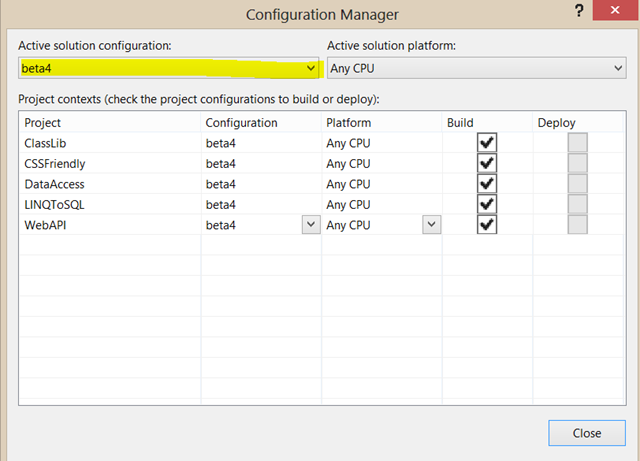 Configuration Manager
? ×
Active solution configuration: Active solution platform:
beta4 Any CPU
Project contexts (check the project configurations to build or deploy):
Project Configuration Platform Build Deploy
ClassLib beta4 Any CPU
CSSFriendly beta4 Any CPU
DataAccess beta4 Any CPU
LINQToSQL beta4 Any CPU
WebAPI beta4 Any CPU
Close